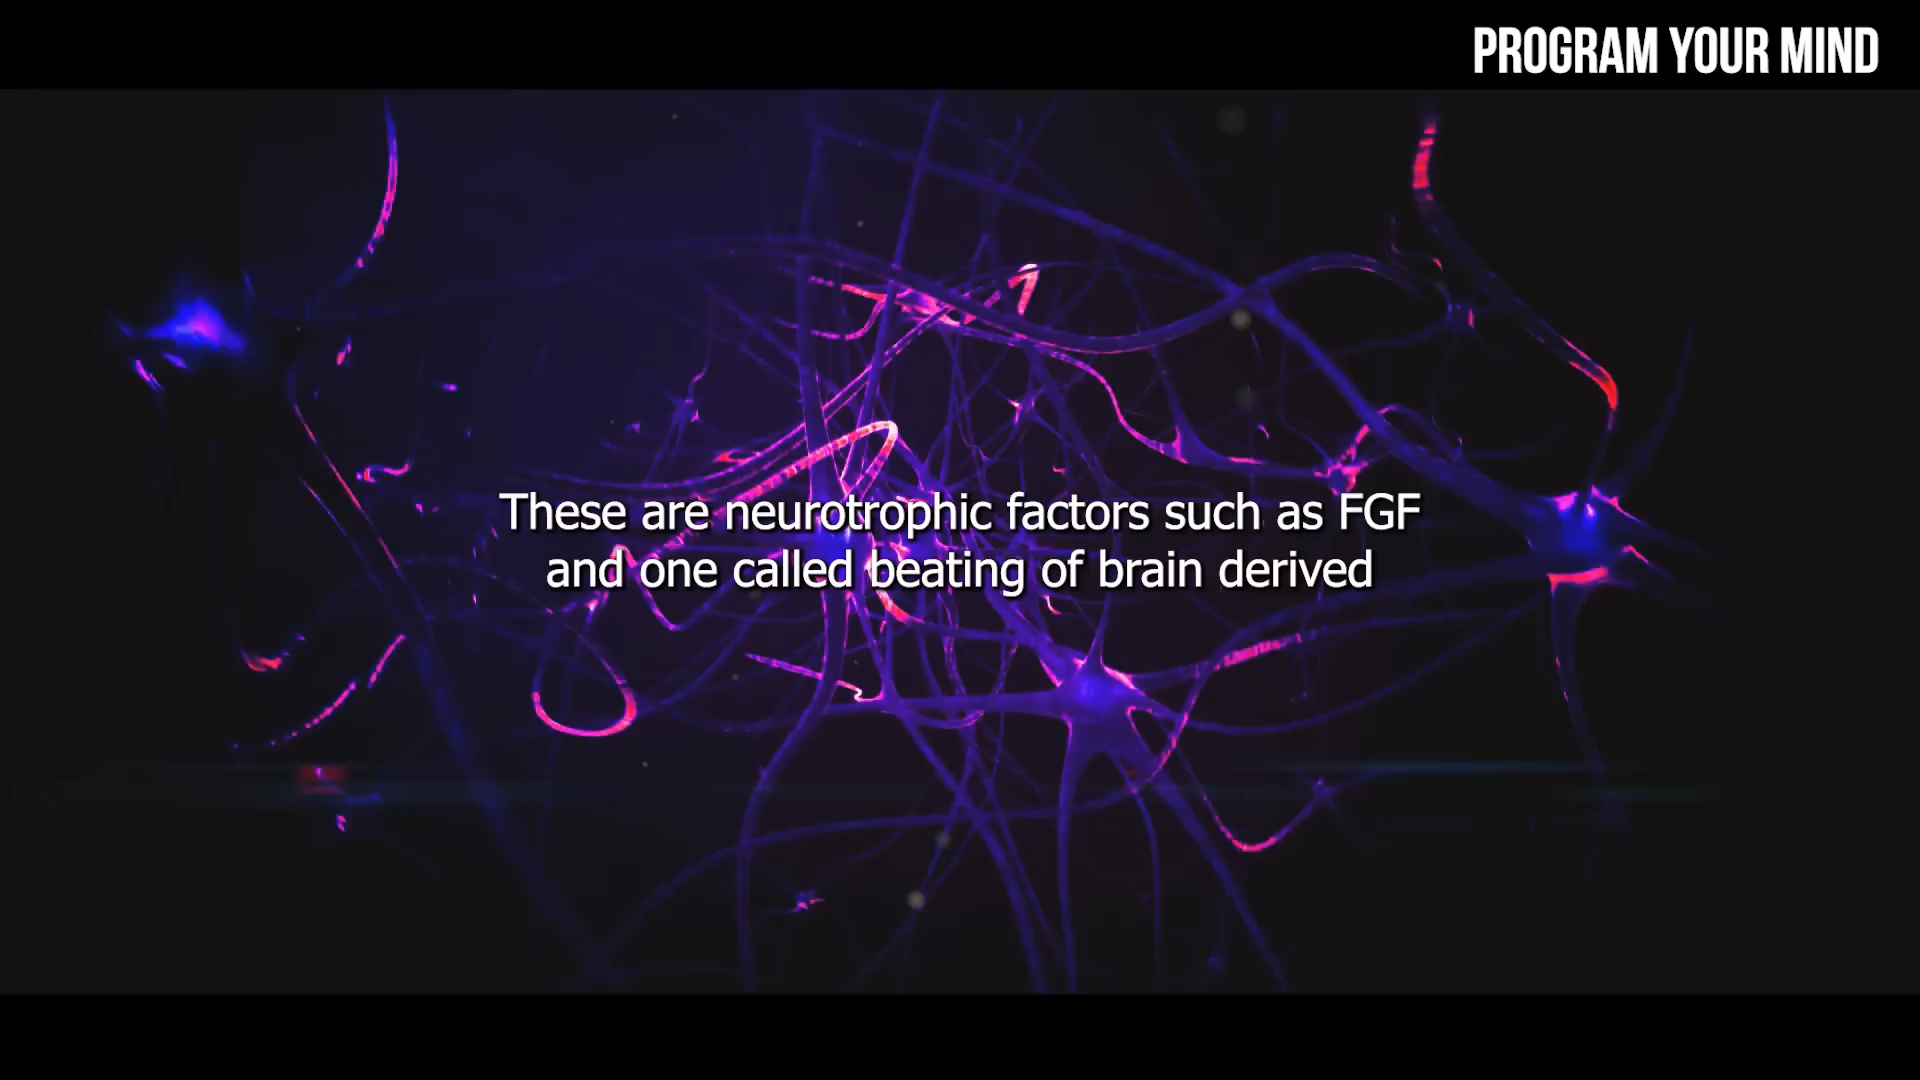 PROGRAM YOUR MIND
These are neurotrophic factors such as FGF
and one called beating of brain derived